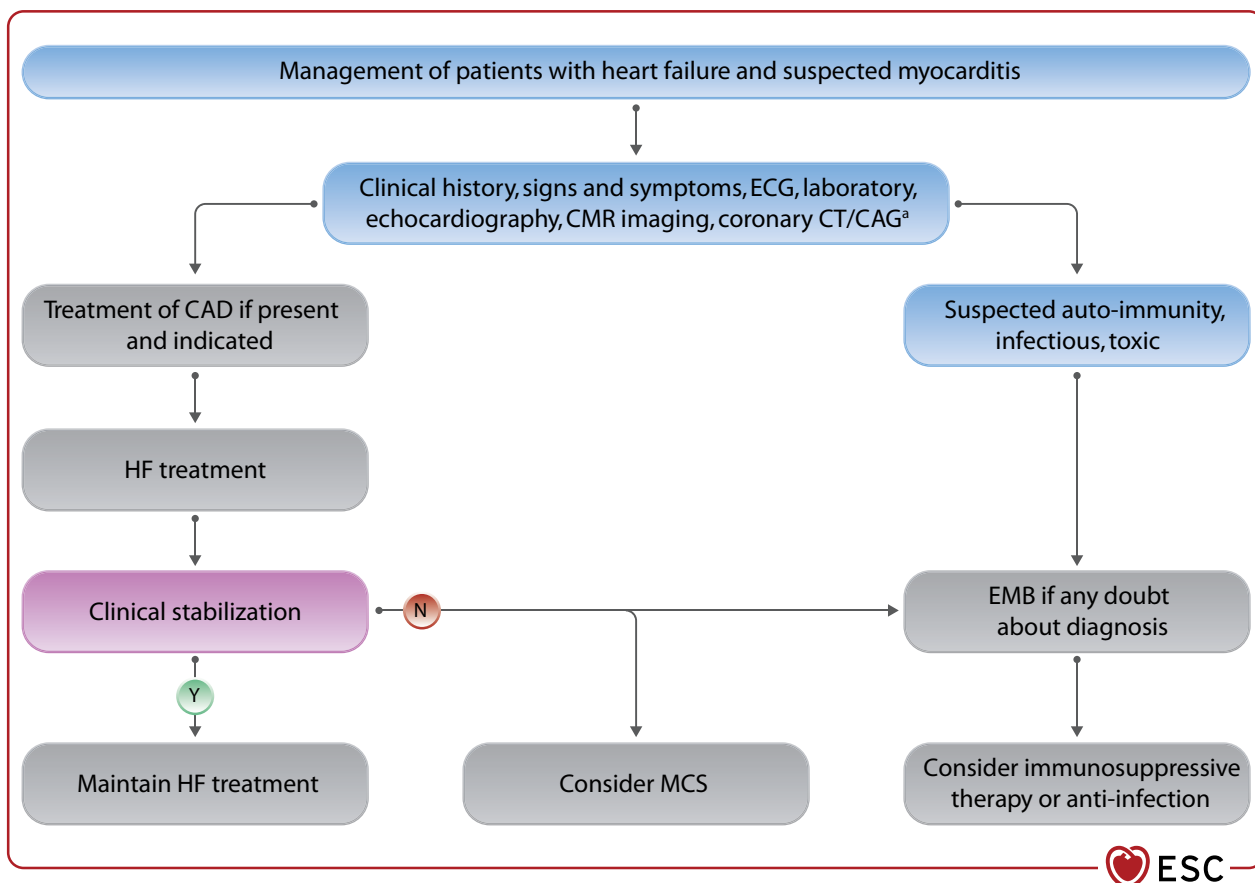 Management of patients with heart failure and suspected myocarditis
Clinical history, signs and symptoms, ECG, laboratory,
echocardiography, CMR imaging, coronary CT/CAGᵃ
Treatment of CAD if present
and indicated
Suspected auto-immunity,
infectious, toxic
HF treatment
Clinical stabilization
N
EMB if any doubt
about diagnosis
Y
Maintain HF treatment
Consider MCS
Consider immunosuppressive
therapy or anti-infection
ESC